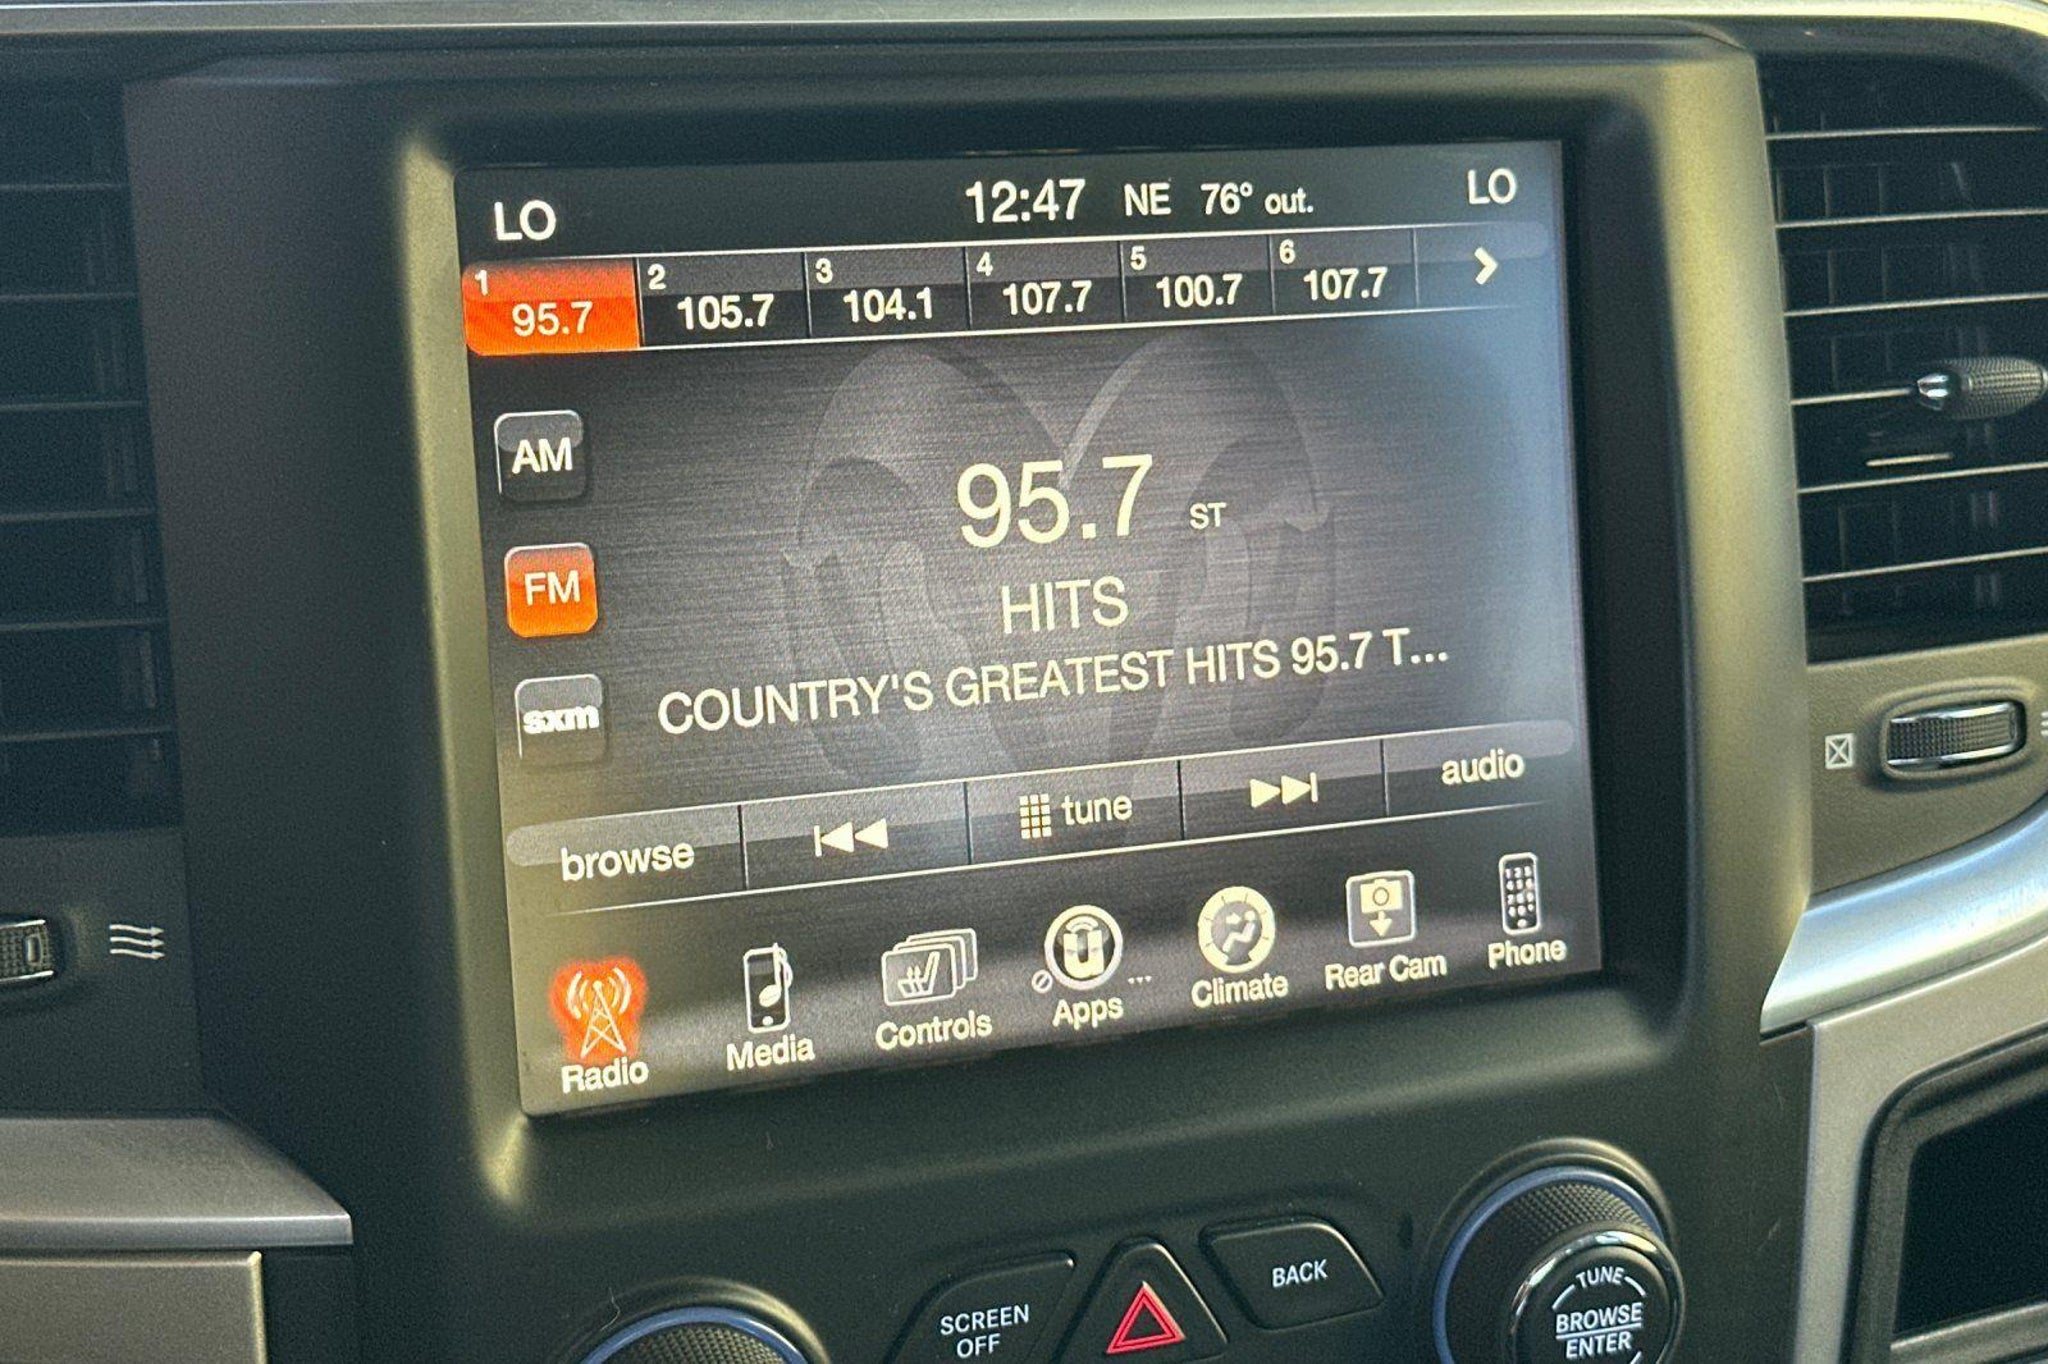 LO 12:47 NE 76° out. LO
1 2 3 4 5 6
95.7 105.7 104.1 107.7 100.7 107.7
AM
95.7 ST
FM
HITS
COUNTRY'S GREATEST HITS 95.7 T...
sxm
browse tune audio
Radio Media Controls Apps ... Climate Rear Cam Phone
SCREEN
OFF
BACK
TUNE
BROWSE
ENTER